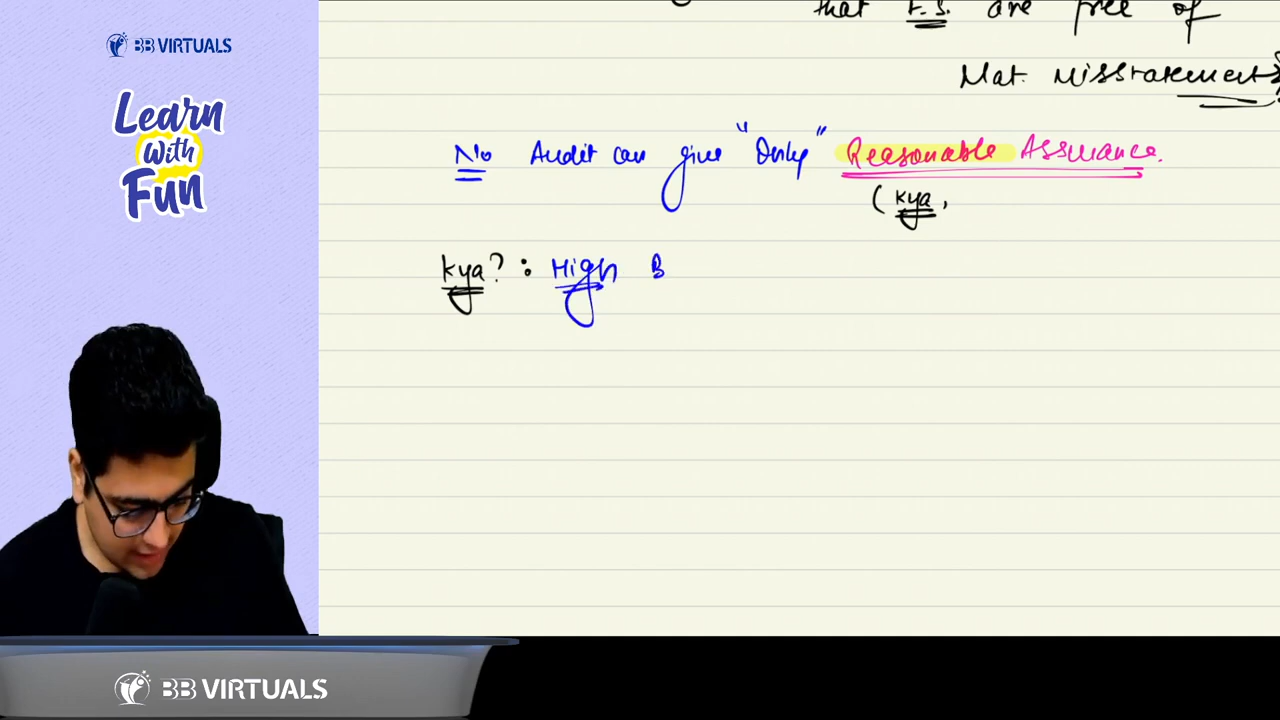 BB VIRTUALS
Learn
With
Fun
that F.S. are free of
Mat. Misstatements
No Audit can give "Only" Reasonable Assurance.
(kya,
kya? : High B
BB VIRTUALS